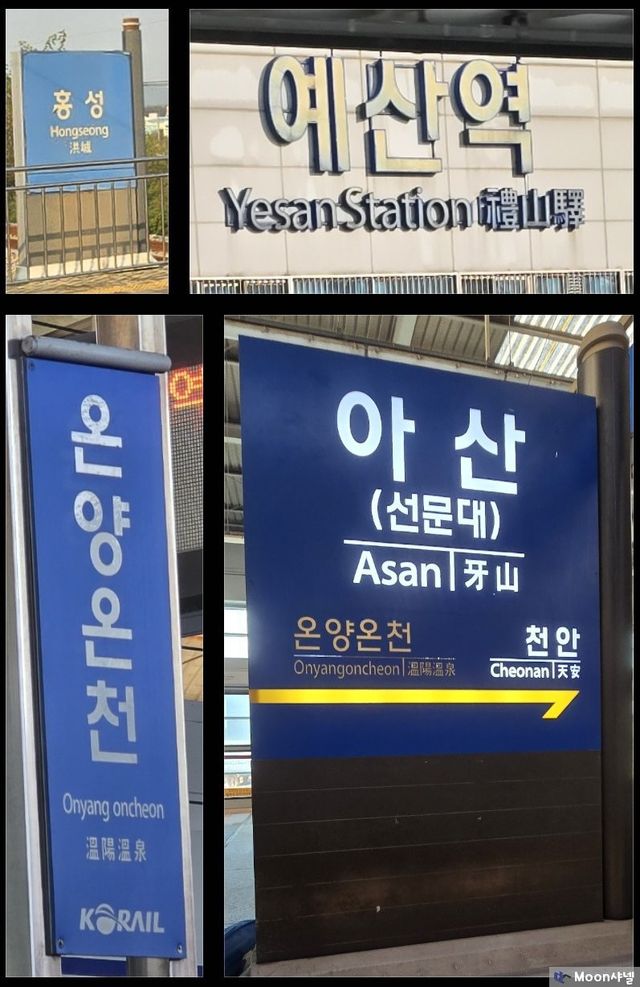 홍성
Hongseong
洪城
예산역
Yesan Station 禮山驛
온양온천
Onyang oncheon
溫陽溫泉
KORAIL
아산
(선문대)
Asan 牙山
온양온천
Onyangoncheon 溫陽溫泉
천안
Cheonan 天安
Moon샤넬